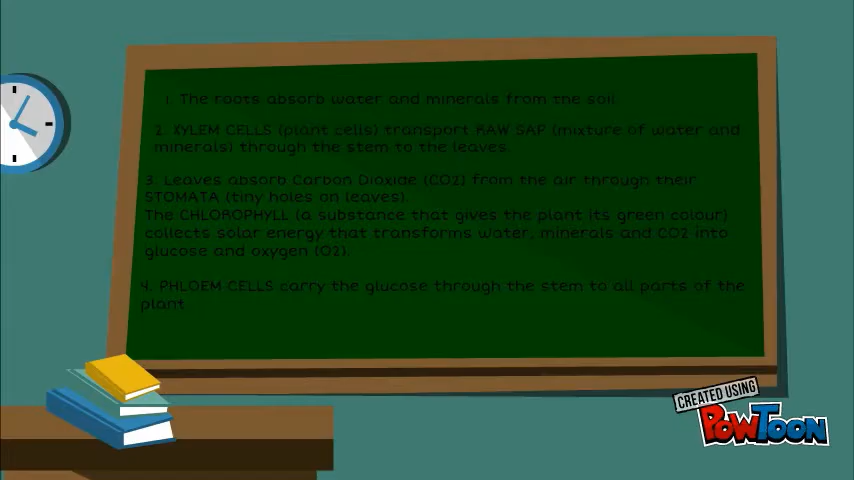 1. The roots absorb water and minerals from the soil.
2. XYLEM CELLS (plant cells) transport RAW SAP (mixture of water and
minerals) through the stem to the leaves.
3. Leaves absorb Carbon Dioxide (CO2) from the air through their
STOMATA (tiny holes on leaves).
The CHLOROPHYLL (a substance that gives the plant its green colour)
collects solar energy that transforms water, minerals and CO2 into
glucose and oxygen (O2).
4. PHLOEM CELLS carry the glucose through the stem to all parts of the
plant.
CREATED USING
POWTOON